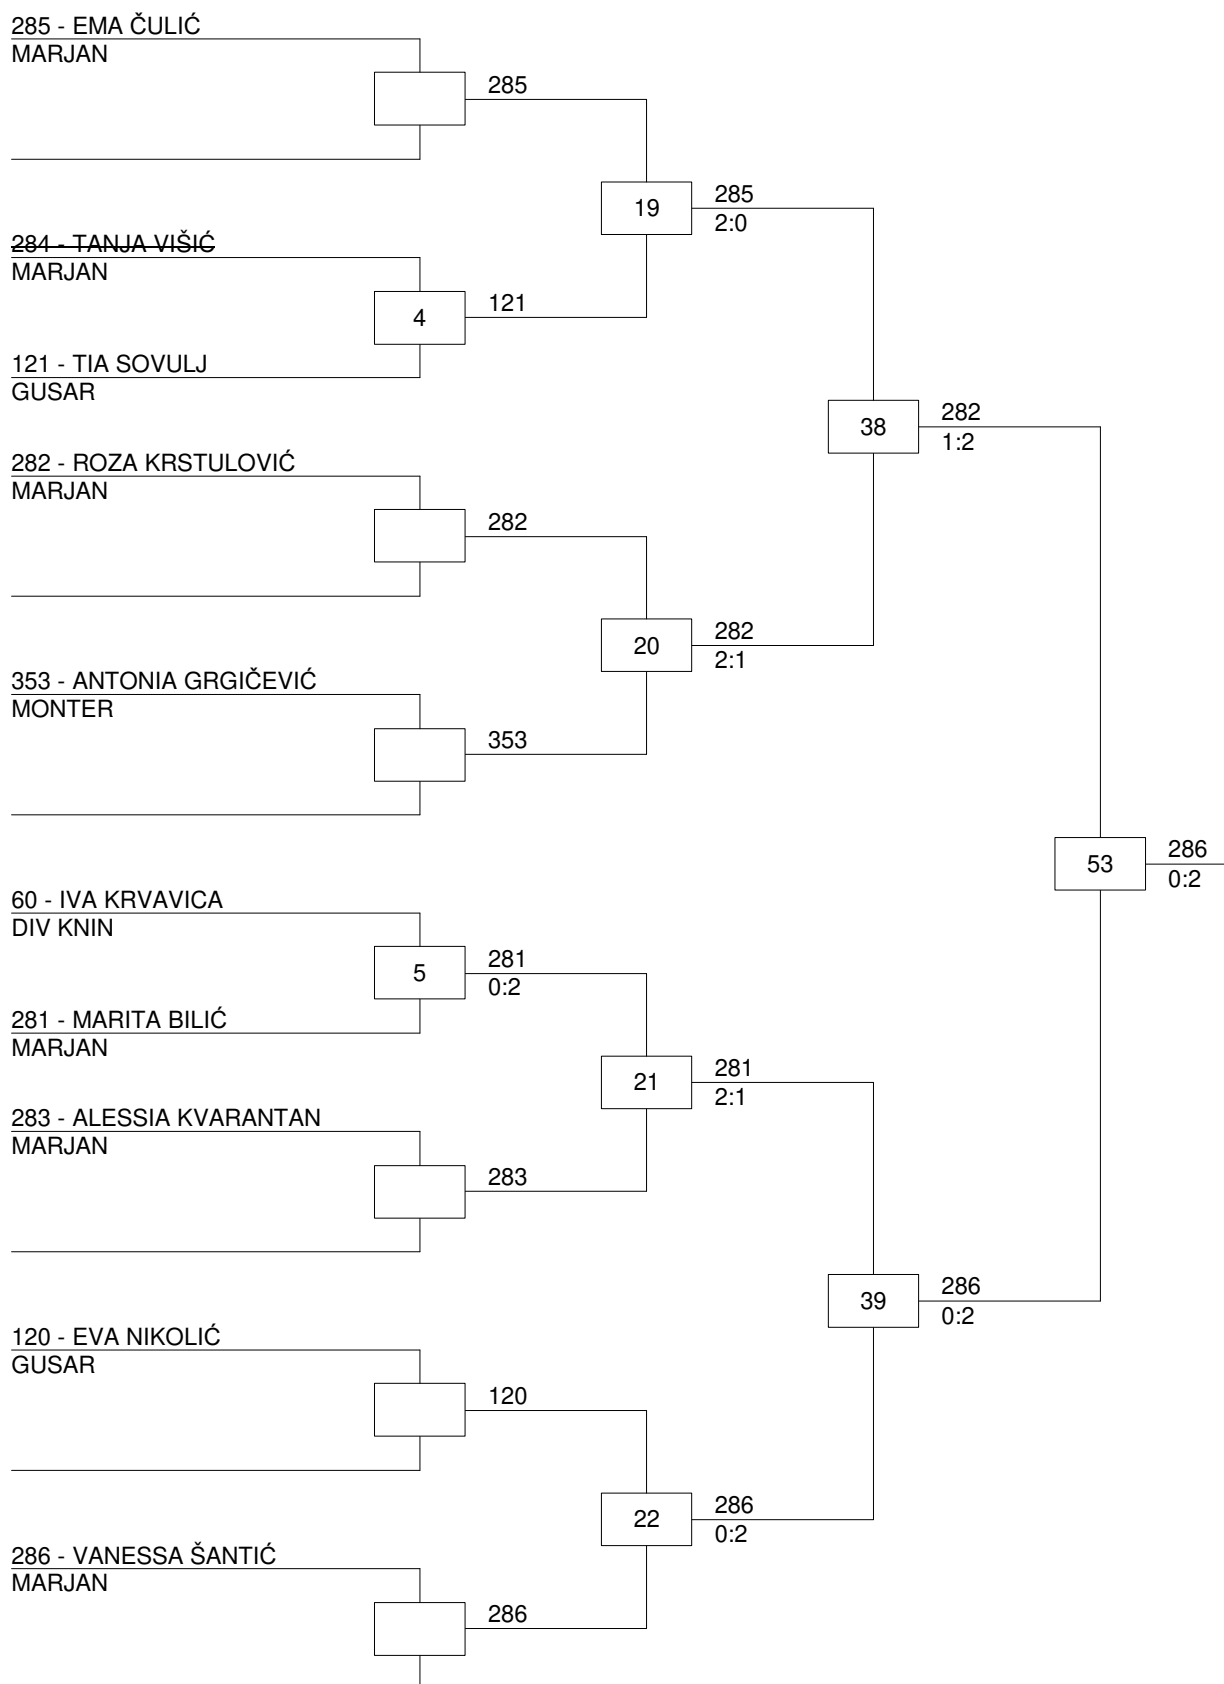 285 - EMA ČULIĆ
MARJAN
285
285
19
2:0
284 - TANJA VIŠIĆ
MARJAN
121
4
121 - TIA SOVULJ
GUSAR
282
38
1:2
282 - ROZA KRSTULOVIĆ
MARJAN
282
282
20
2:1
353 - ANTONIA GRGIČEVIĆ
MONTER
353
286
53
0:2
60 - IVA KRVAVICA
DIV KNIN
281
5
0:2
281 - MARITA BILIĆ
MARJAN
281
21
2:1
283 - ALESSIA KVARANTAN
MARJAN
283
286
39
0:2
120 - EVA NIKOLIĆ
GUSAR
120
286
22
0:2
286 - VANESSA ŠANTIĆ
MARJAN
286